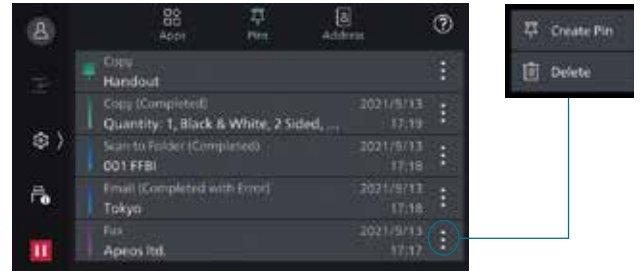 Apps
Pins
Address
Copy
Handout
Copy (Completed) 2021/9/13
Quantity: 1, Black & White, 2 Sided, ... 17:19
Scan to Folder (Completed) 2021/9/13
001 FFBI 17:18
Email (Completed with Error) 2021/9/13
Tokyo 17:18
Fax 2021/9/13
Apeos ltd. 17:17
Create Pin
Delete